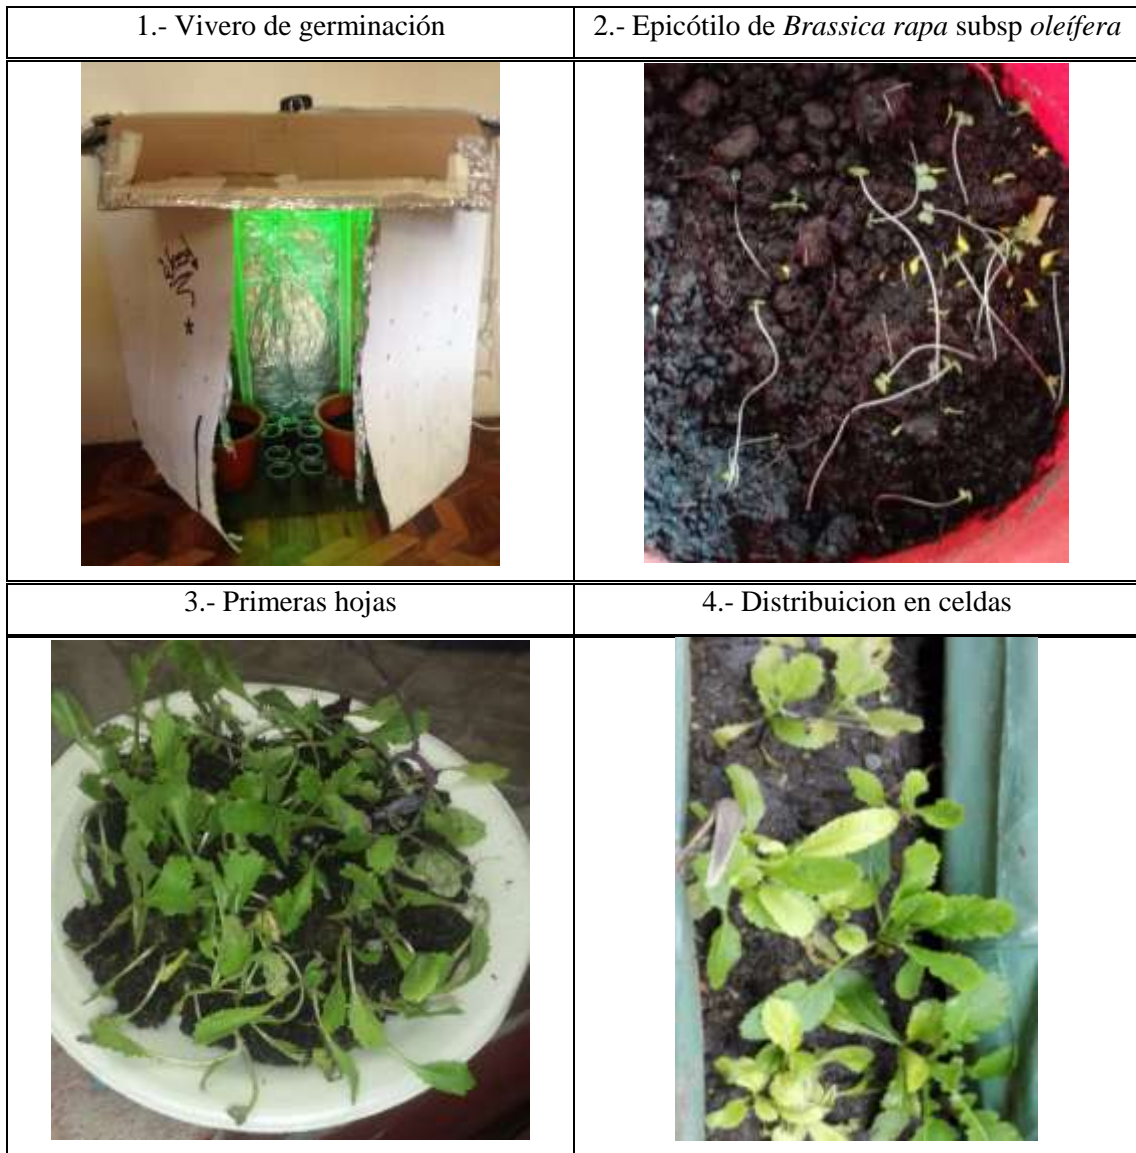 1.- Vivero de germinación
2.- Epicótilo de Brassica rapa subsp oleífera
3.- Primeras hojas
4.- Distribuicion en celdas